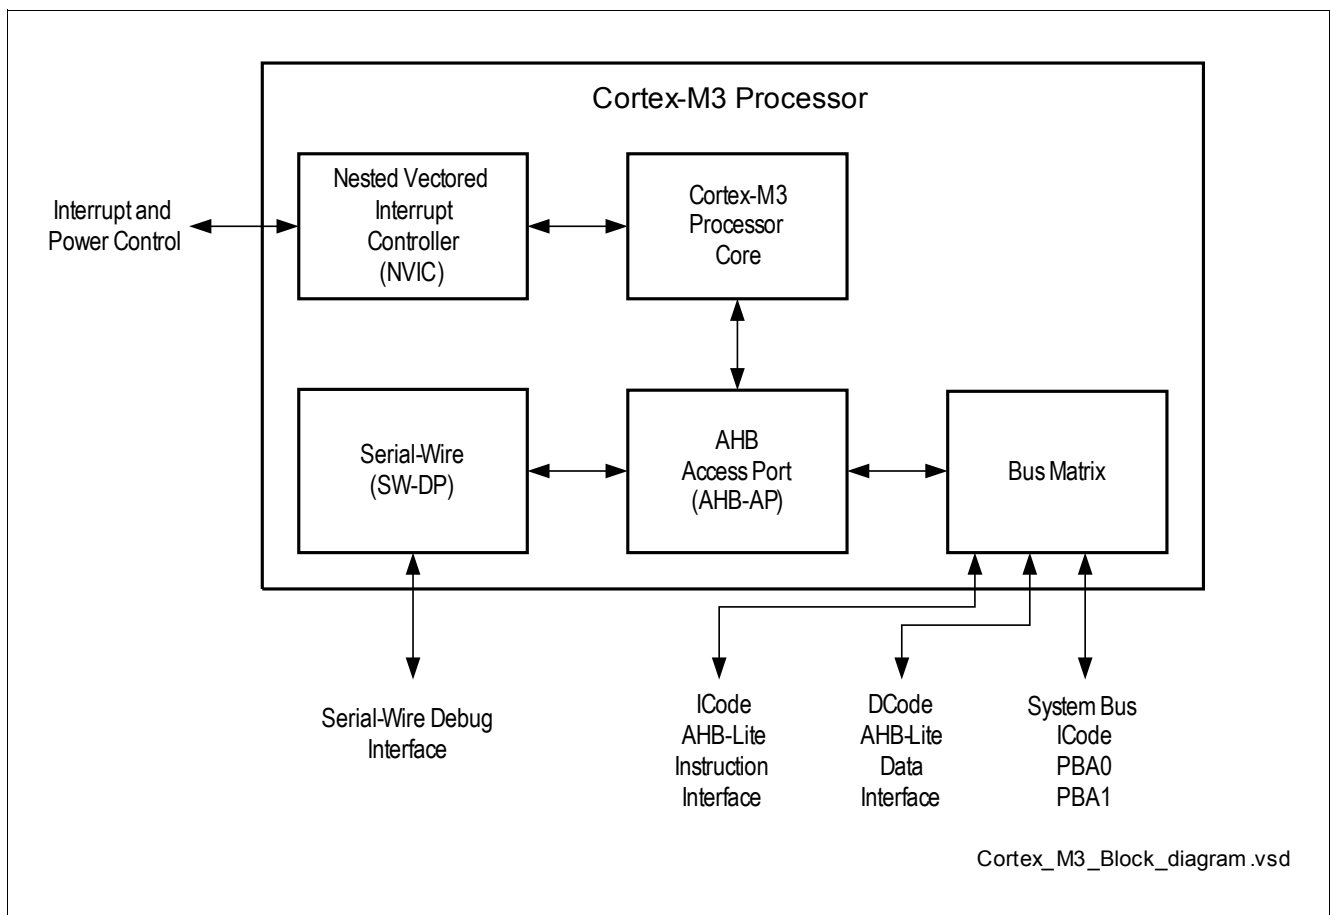 Cortex-M3 Processor
Nested Vectored
Interrupt
Controller
(NVIC)
Cortex-M3
Processor
Core
Interrupt and
Power Control
Serial-Wire
(SW-DP)
AHB
Access Port
(AHB-AP)
Bus Matrix
Serial-Wire Debug
Interface
ICode
AHB-Lite
Instruction
Interface
DCode
AHB-Lite
Data
Interface
System Bus
ICode
PBA0
PBA1
Cortex_M3_Block_diagram.vsd